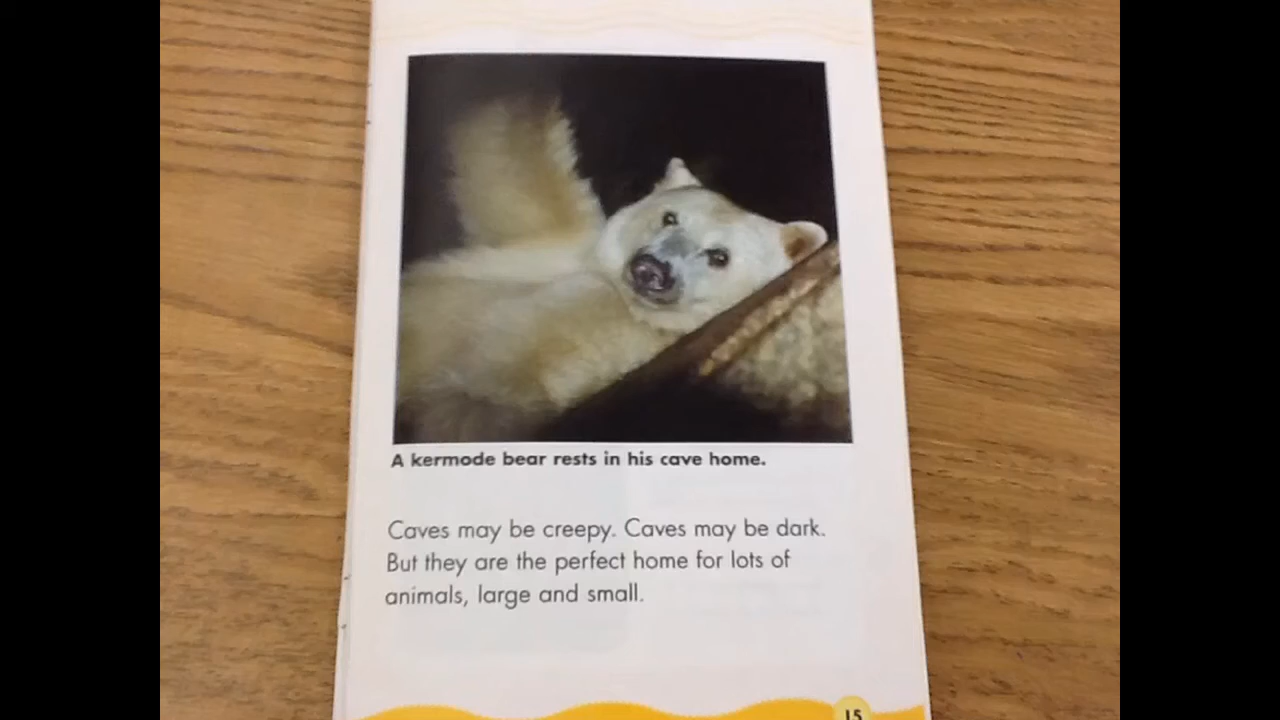 A kermode bear rests in his cave home.
Caves may be creepy. Caves may be dark.
But they are the perfect home for lots of
animals, large and small.
15